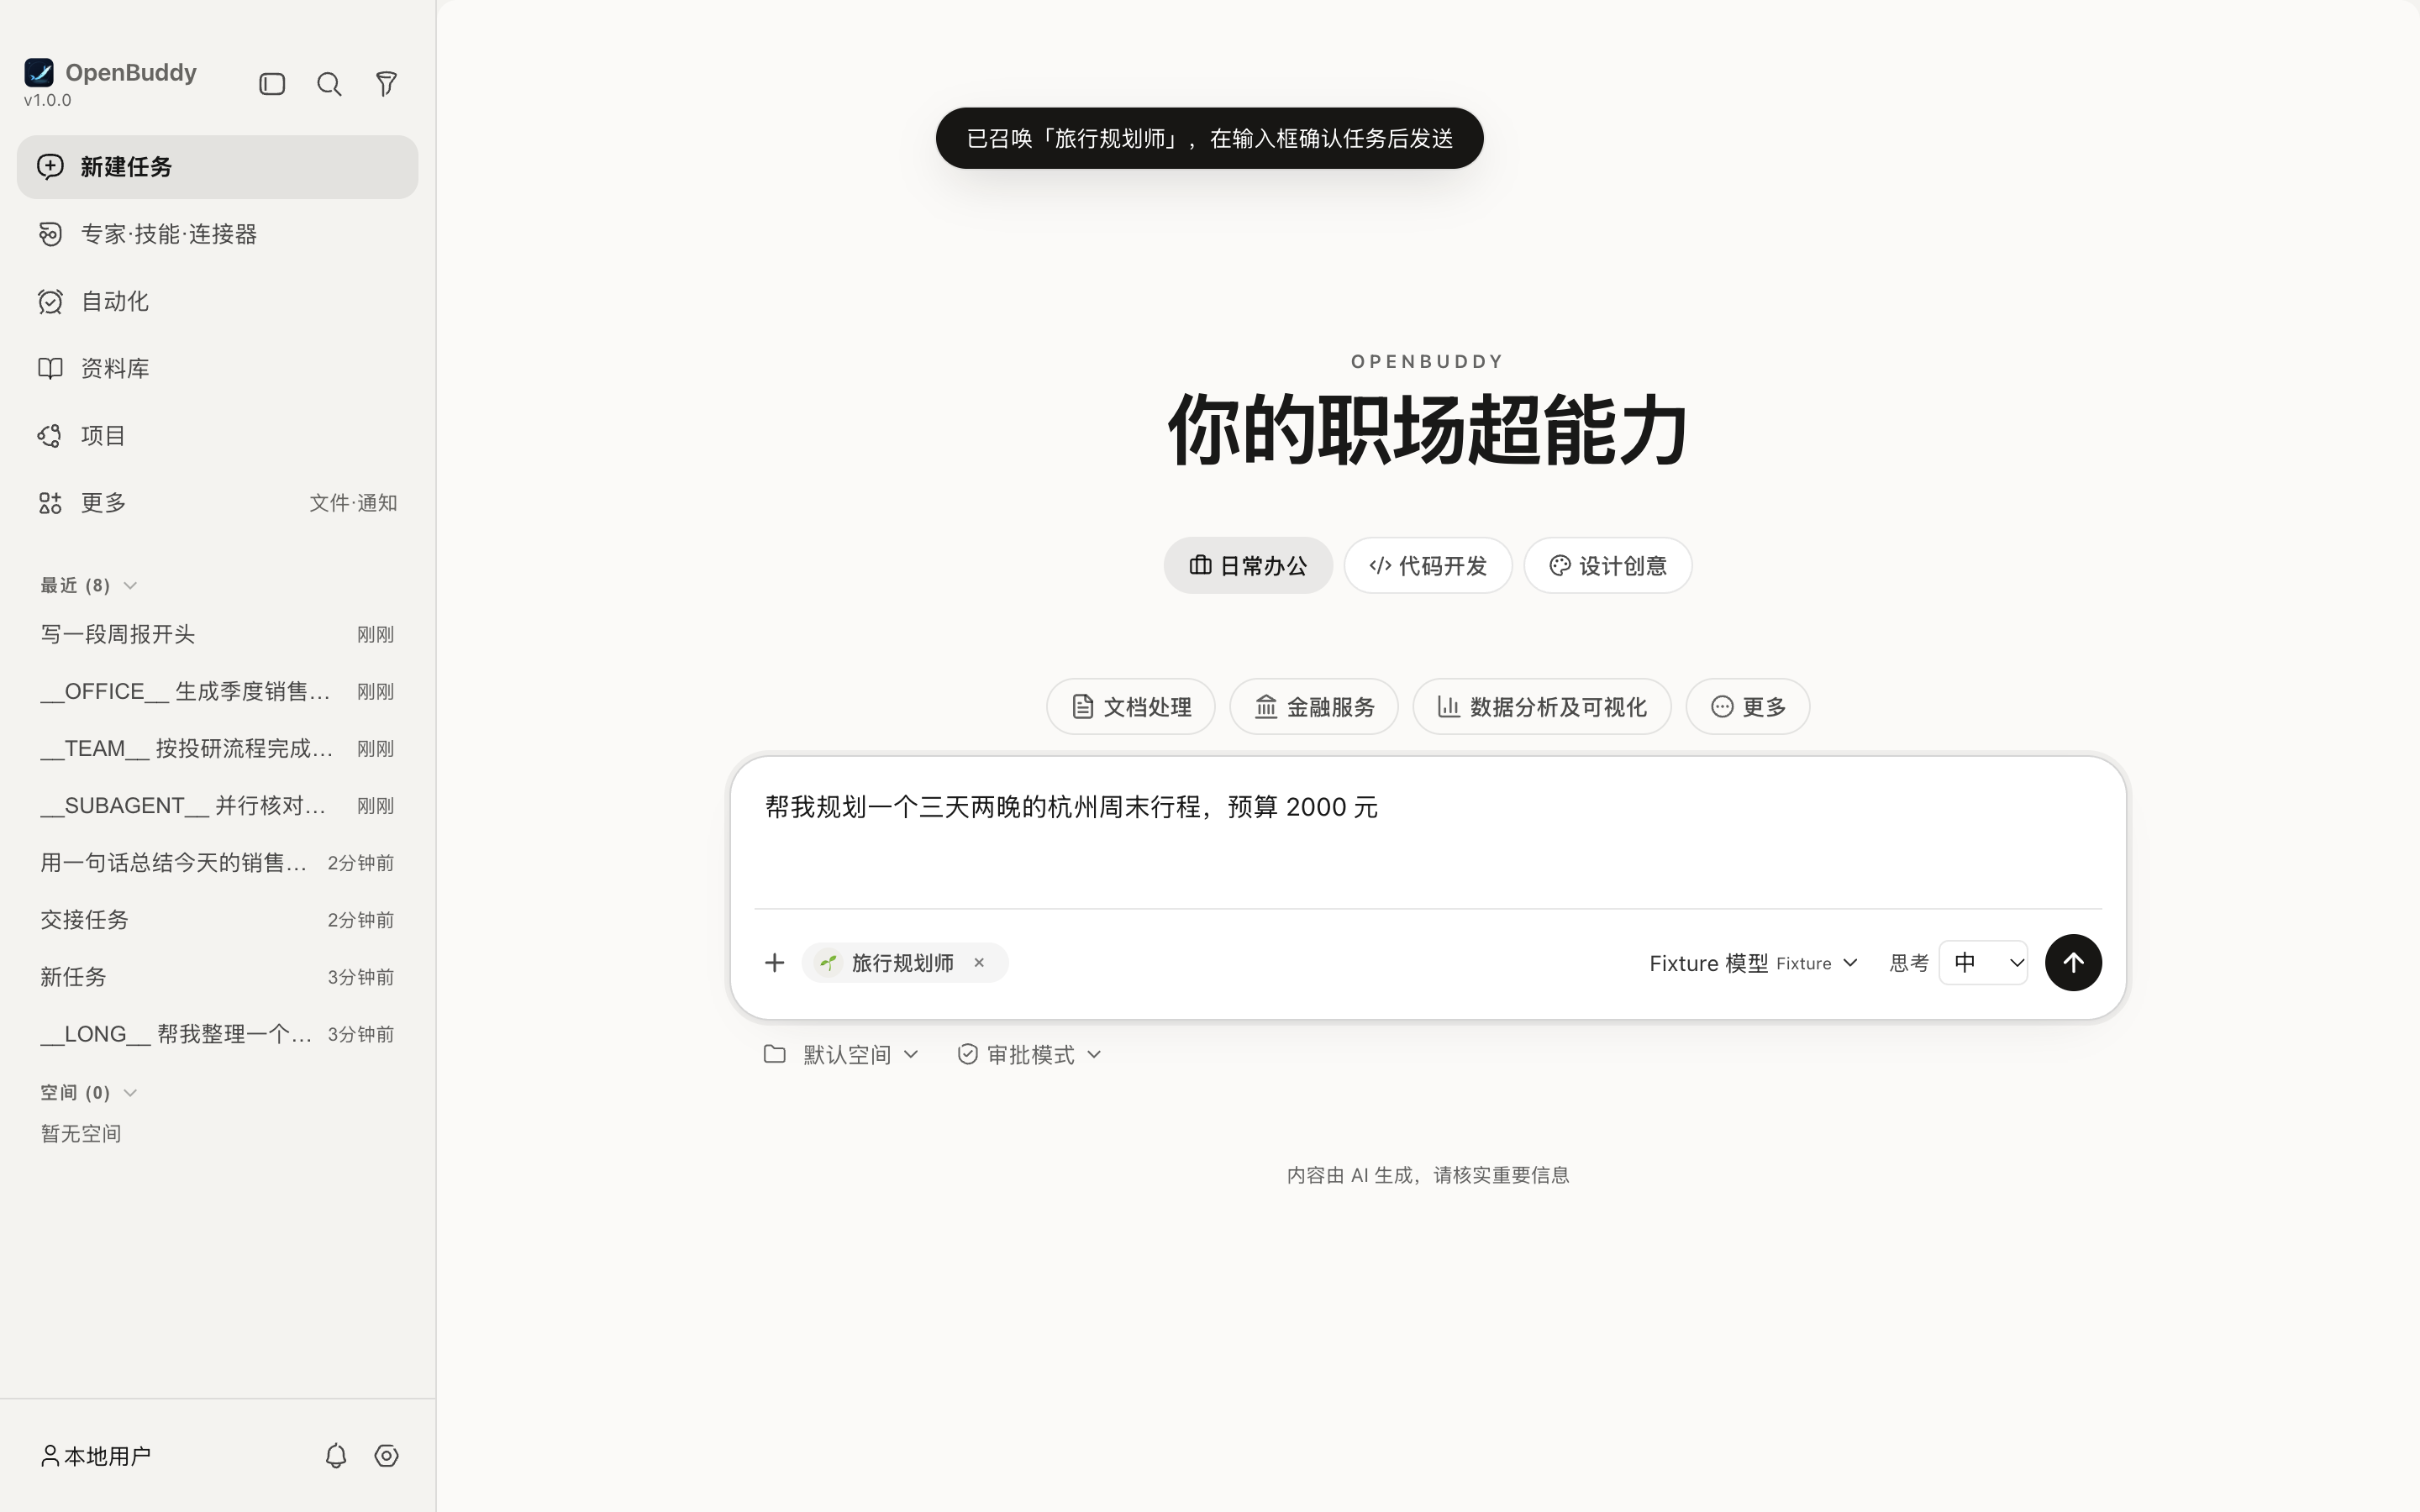 OpenBuddy
v1.0.0
新建任务
专家·技能·连接器
自动化
资料库
项目
更多 文件·通知
最近 (8)
写一段周报开头 刚刚
__OFFICE__ 生成季度销售... 刚刚
__TEAM__ 按投研流程完成... 刚刚
__SUBAGENT__ 并行核对... 刚刚
用一句话总结今天的销售... 2分钟前
交接任务 2分钟前
新任务 3分钟前
__LONG__ 帮我整理一个... 3分钟前
空间 (0)
暂无空间
本地用户
已召唤「旅行规划师」，在输入框确认任务后发送
OPENBUDDY
你的职场超能力
日常办公 代码开发 设计创意
文档处理 金融服务 数据分析及可视化 更多
帮我规划一个三天两晚的杭州周末行程，预算 2000 元
旅行规划师 × Fixture 模型 Fixture 思考 中
默认空间 审批模式
内容由 AI 生成，请核实重要信息